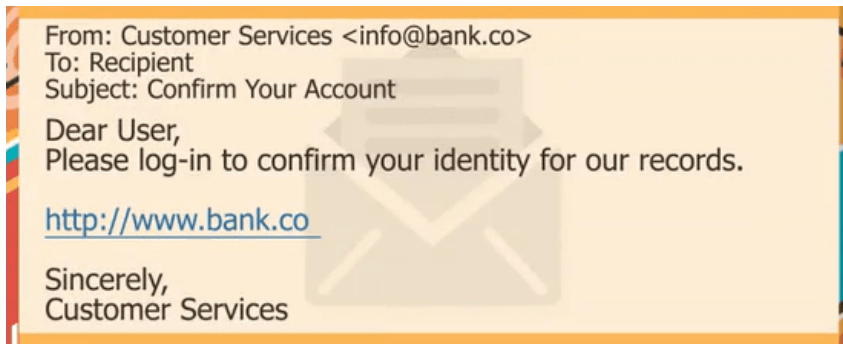 From: Customer Services <info@bank.co>
To: Recipient
Subject: Confirm Your Account
Dear User,
Please log-in to confirm your identity for our records.
http://www.bank.co
Sincerely,
Customer Services